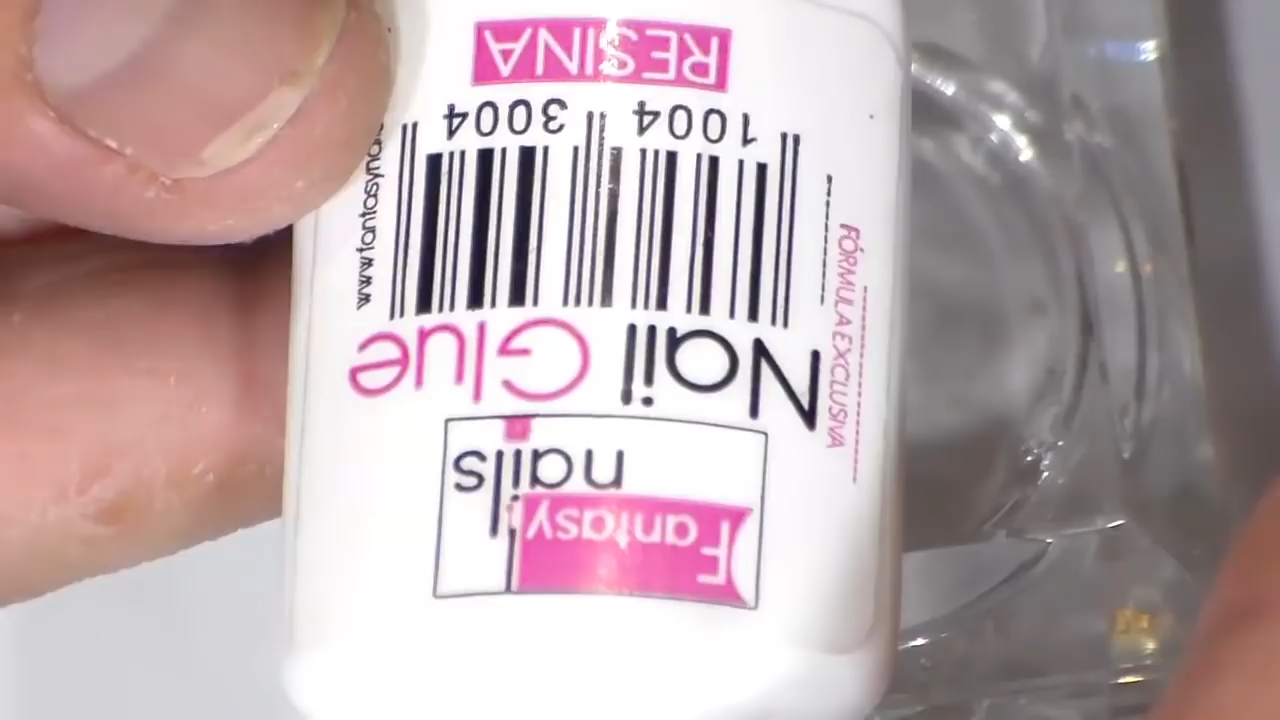 Fantasy
nails
Nail Glue
1004 3004
RESINA
FÓRMULA EXCLUSIVA